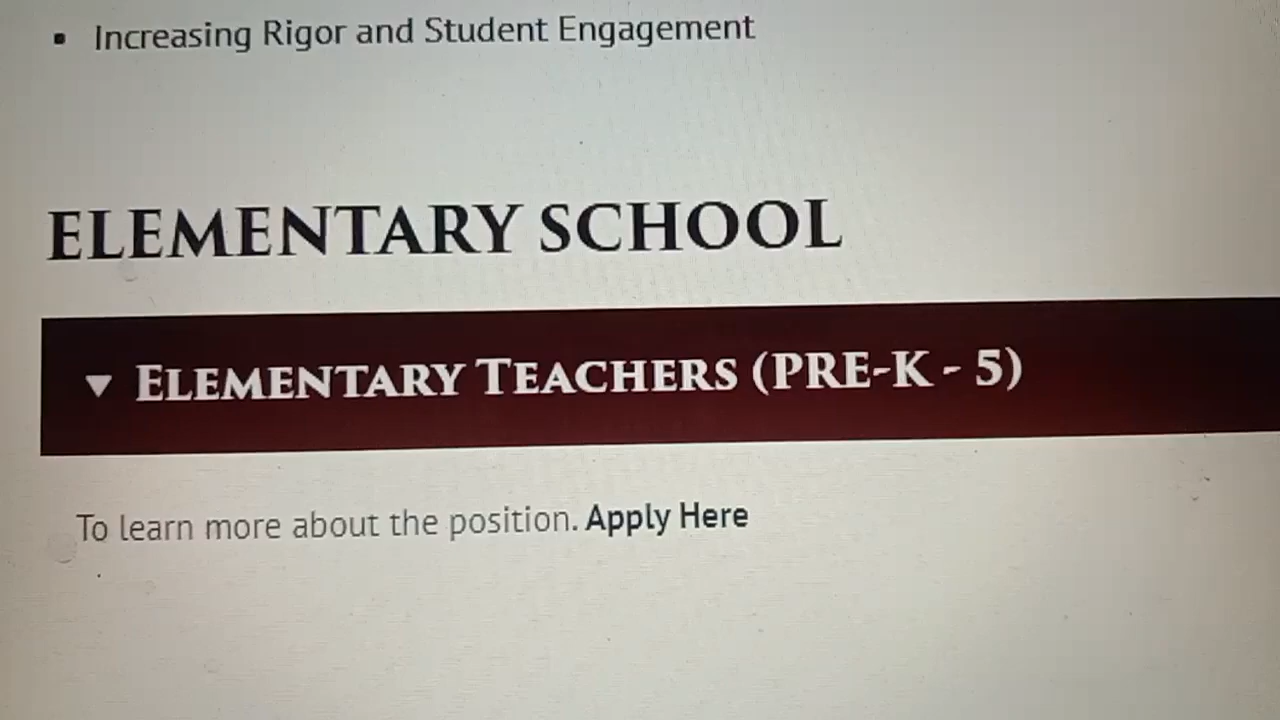 ▪ Increasing Rigor and Student Engagement
ELEMENTARY SCHOOL
▼ ELEMENTARY TEACHERS (PRE-K - 5)
To learn more about the position. Apply Here